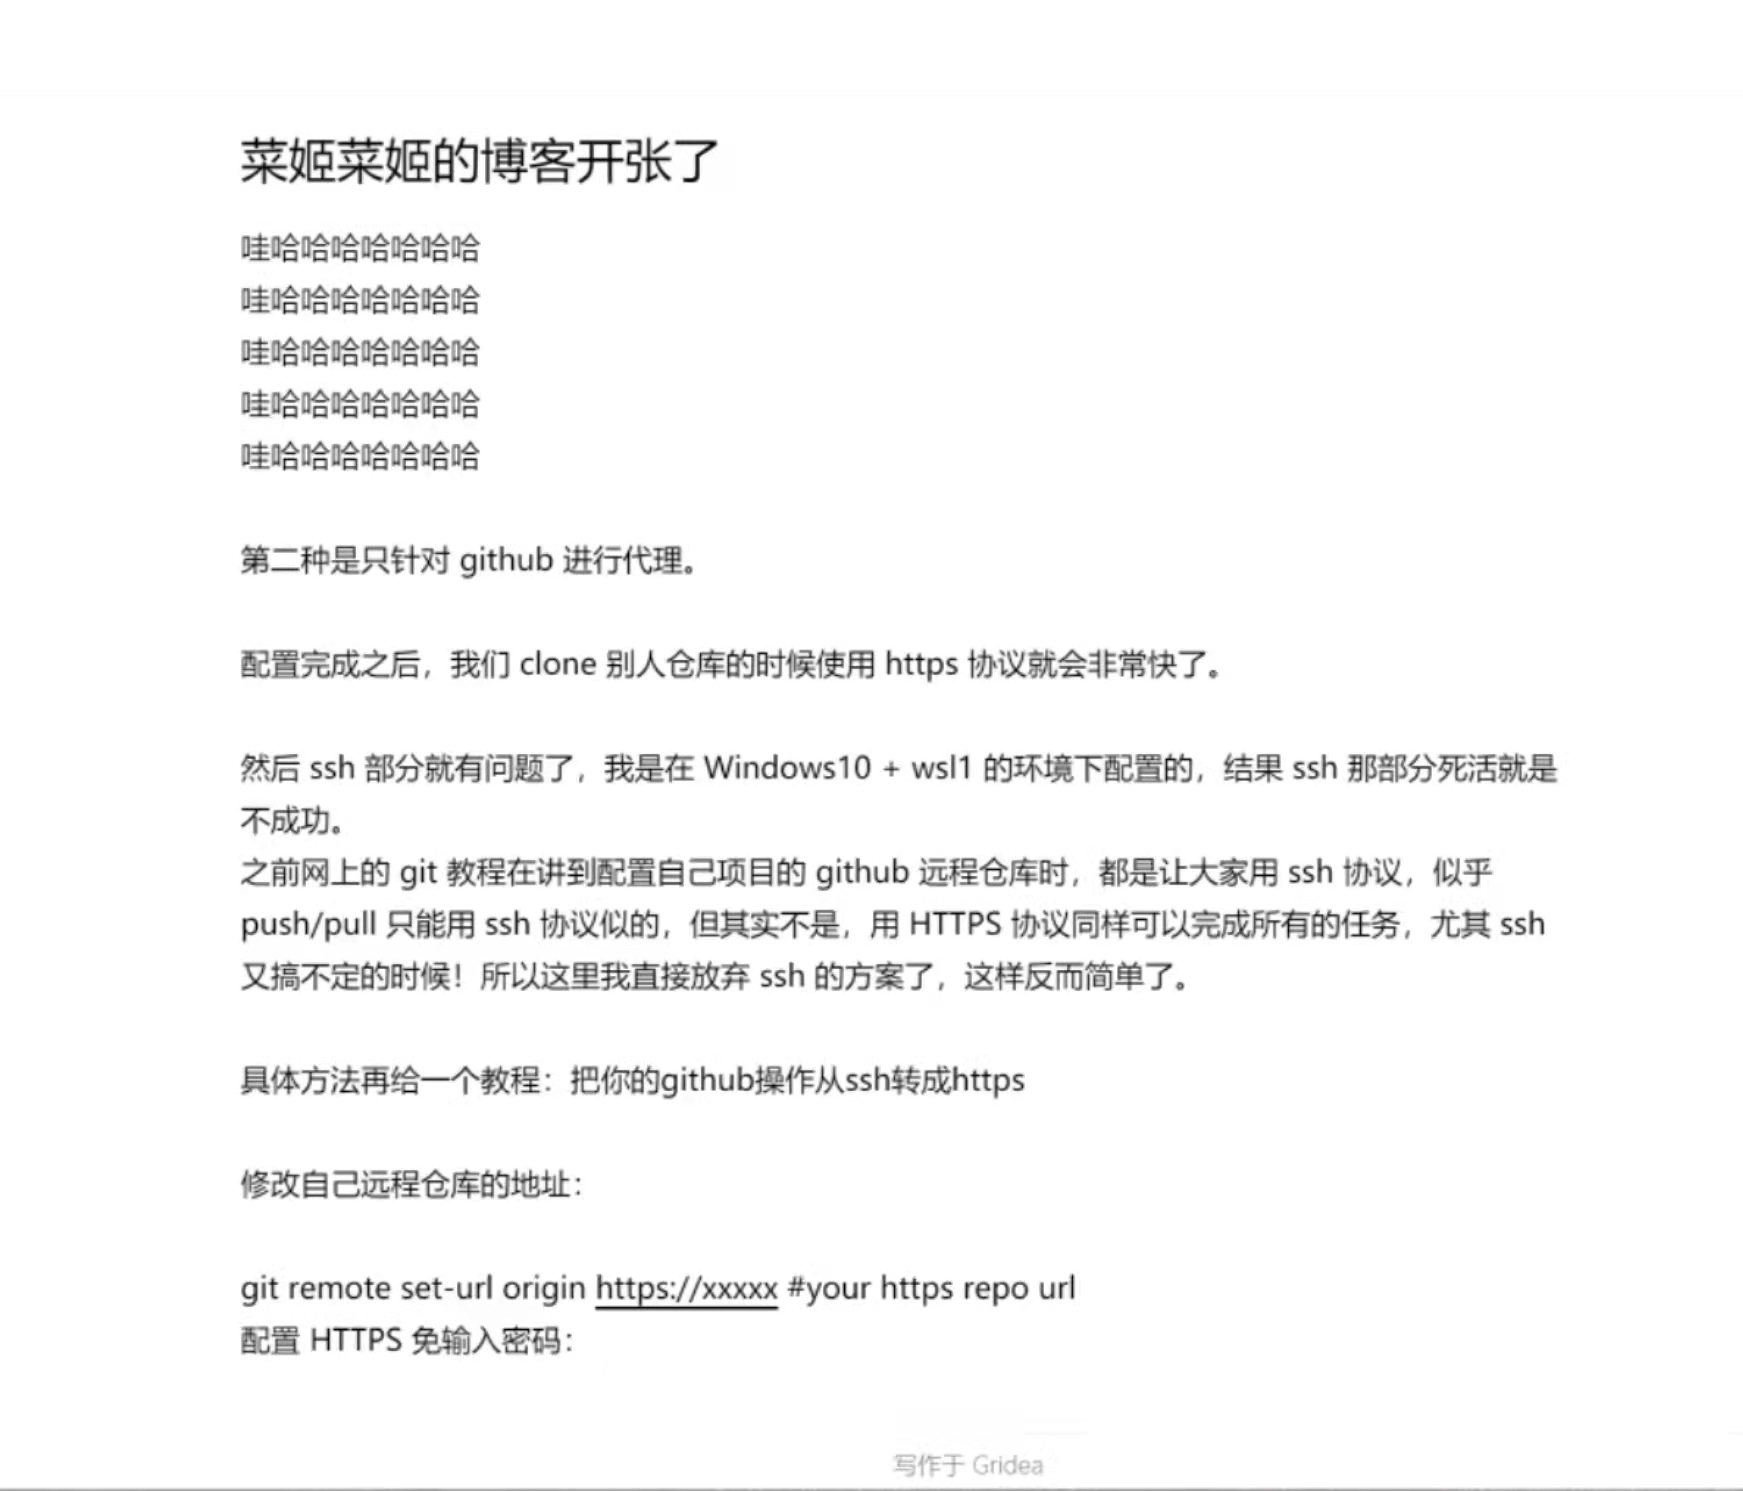 菜姬菜姬的博客开张了
哇哈哈哈哈哈哈哈
哇哈哈哈哈哈哈哈
哇哈哈哈哈哈哈哈
哇哈哈哈哈哈哈哈
哇哈哈哈哈哈哈哈
第二种是只针对 github 进行代理。
配置完成之后，我们 clone 别人仓库的时候使用 https 协议就会非常快了。
然后 ssh 部分就有问题了，我是在 Windows10 + wsl1 的环境下配置的，结果 ssh 那部分死活就是
不成功。
之前网上的 git 教程在讲到配置自己项目的 github 远程仓库时，都是让大家用 ssh 协议，似乎
push/pull 只能用 ssh 协议似的，但其实不是，用 HTTPS 协议同样可以完成所有的任务，尤其 ssh
又搞不定的时候！所以这里我直接放弃 ssh 的方案了，这样反而简单了。
具体方法再给一个教程：把你的github操作从ssh转成https
修改自己远程仓库的地址：
git remote set-url origin https://xxxxx #your https repo url
配置 HTTPS 免输入密码：
写作于 Gridea